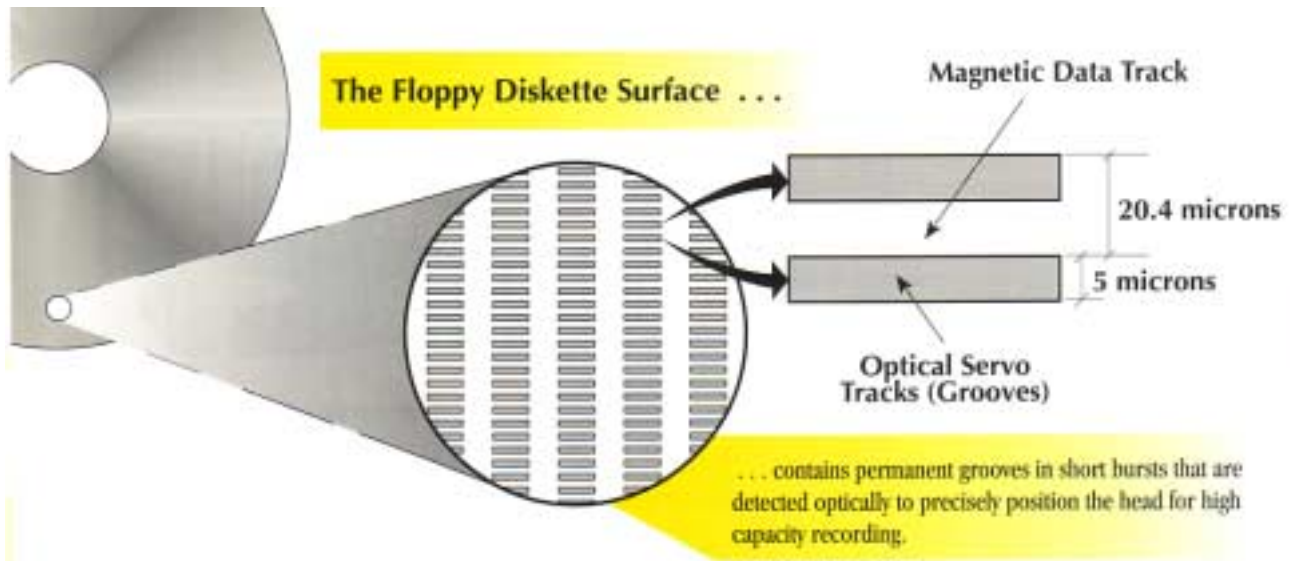 The Floppy Diskette Surface . . .
Magnetic Data Track
20.4 microns
5 microns
Optical Servo
Tracks (Grooves)
. . . contains permanent grooves in short bursts that are
detected optically to precisely position the head for high
capacity recording.